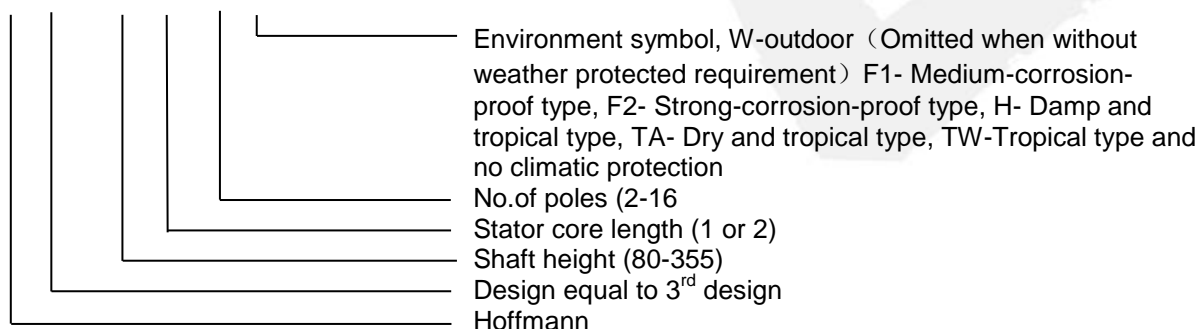 Environment symbol, W-outdoor（Omitted when without
weather protected requirement）F1- Medium-corrosion-
proof type, F2- Strong-corrosion-proof type, H- Damp and
tropical type, TA- Dry and tropical type, TW-Tropical type and
no climatic protection
No.of poles (2-16
Stator core length (1 or 2)
Shaft height (80-355)
Design equal to 3rd design
Hoffmann